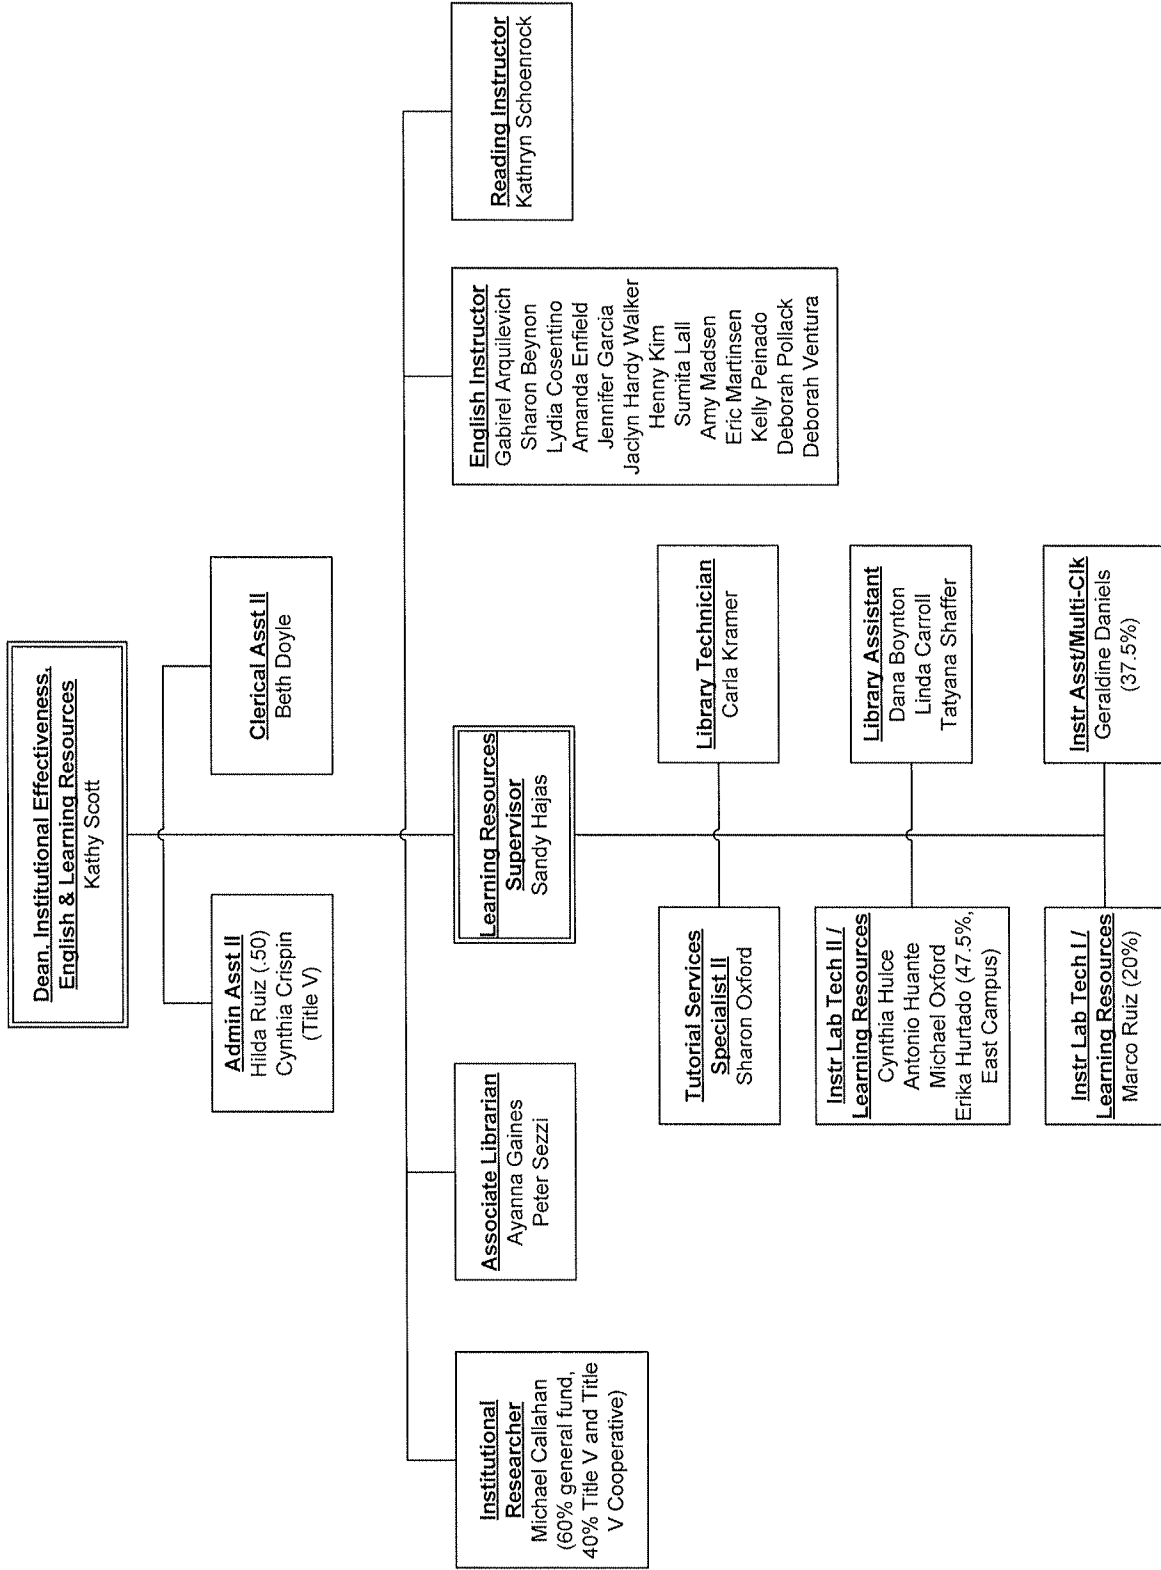 Dean, Institutional Effectiveness,
English & Learning Resources
Kathy Scott
Admin Asst II
Hilda Ruiz (.50)
Cynthia Crispin
(Title V)
Clerical Asst II
Beth Doyle
Institutional
Researcher
Michael Callahan
(60% general fund,
40% Title V and Title
V Cooperative)
Associate Librarian
Ayanna Gaines
Peter Sezzi
Learning Resources
Supervisor
Sandy Hajas
English Instructor
Gabirel Arquilevich
Sharon Beynon
Lydia Cosentino
Amanda Enfield
Jennifer Garcia
Jaclyn Hardy Walker
Henny Kim
Sumita Lall
Amy Madsen
Eric Martinsen
Kelly Peinado
Deborah Pollack
Deborah Ventura
Reading Instructor
Kathryn Schoenrock
Tutorial Services
Specialist II
Sharon Oxford
Library Technician
Carla Kramer
Instr Lab Tech II /
Learning Resources
Cynthia Hulce
Antonio Huante
Michael Oxford
Erika Hurtado (47.5%,
East Campus)
Library Assistant
Dana Boynton
Linda Carroll
Tatyana Shaffer
Instr Lab Tech I /
Learning Resources
Marco Ruiz (20%)
Instr Asst/Multi-Clk
Geraldine Daniels
(37.5%)